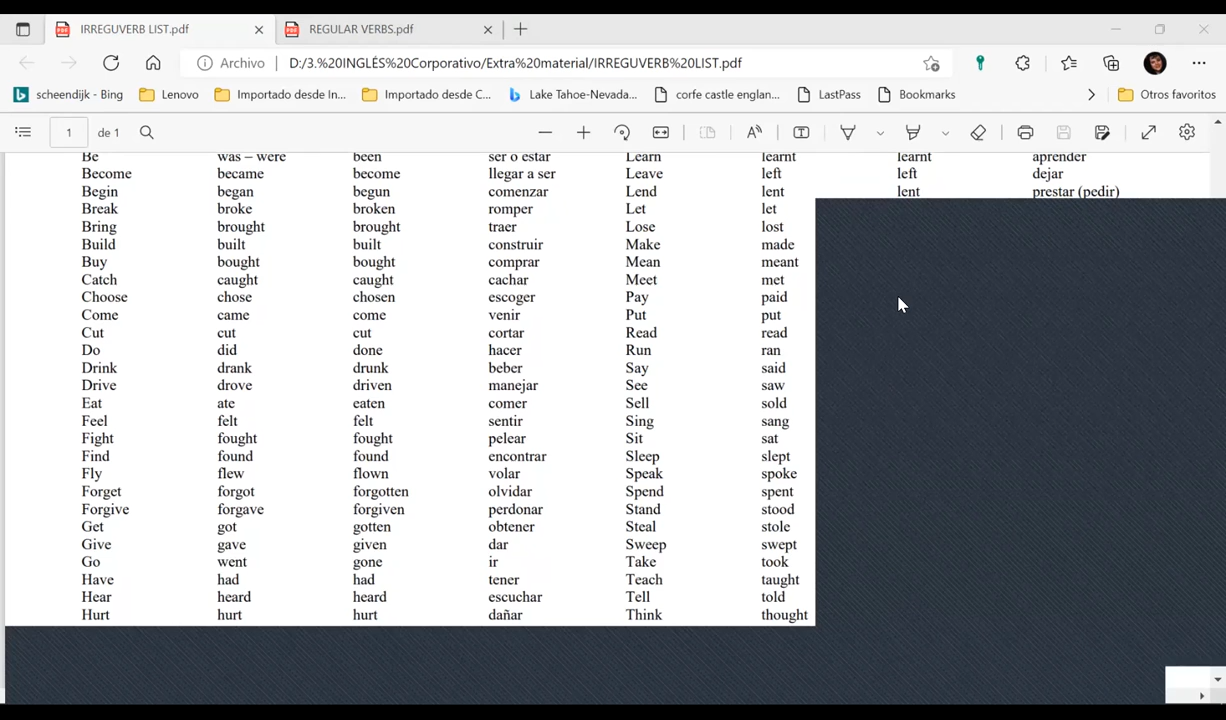 IRREGUVERB LIST.pdf REGULAR VERBS.pdf
Archivo D:/3.%20INGLÉS%20Corporativo/Extra%20material/IRREGUVERB%20LIST.pdf
scheendijk - Bing Lenovo Importado desde In... Importado desde C... Lake Tahoe-Nevada... corfe castle englan... LastPass Bookmarks Otros favoritos
1 de 1
Be was – were been ser o estar Learn learnt learnt aprender
Become became become llegar a ser Leave left left dejar
Begin began begun comenzar Lend lent lent prestar (pedir)
Break broke broken romper Let let
Bring brought brought traer Lose lost
Build built built construir Make made
Buy bought bought comprar Mean meant
Catch caught caught cachar Meet met
Choose chose chosen escoger Pay paid
Come came come venir Put put
Cut cut cut cortar Read read
Do did done hacer Run ran
Drink drank drunk beber Say said
Drive drove driven manejar See saw
Eat ate eaten comer Sell sold
Feel felt felt sentir Sing sang
Fight fought fought pelear Sit sat
Find found found encontrar Sleep slept
Fly flew flown volar Speak spoke
Forget forgot forgotten olvidar Spend spent
Forgive forgave forgiven perdonar Stand stood
Get got gotten obtener Steal stole
Give gave given dar Sweep swept
Go went gone ir Take took
Have had had tener Teach taught
Hear heard heard escuchar Tell told
Hurt hurt hurt dañar Think thought